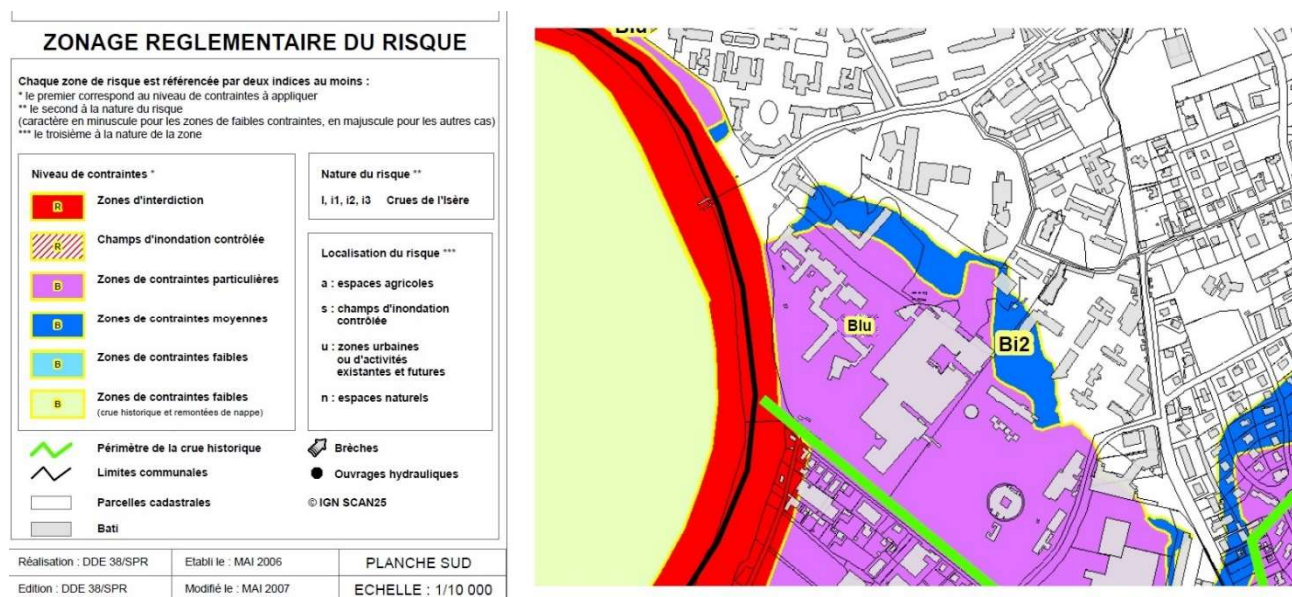 ZONAGE REGLEMENTAIRE DU RISQUE
Chaque zone de risque est référencée par deux indices au moins :
* le premier correspond au niveau de contraintes à appliquer
** le second à la nature du risque
(caractère en minuscule pour les zones de faibles contraintes, en majuscule pour les autres cas)
*** le troisième à la nature de la zone
Niveau de contraintes *
R Zones d'interdiction
R Champs d'inondation contrôlée
B Zones de contraintes particulières
B Zones de contraintes moyennes
B Zones de contraintes faibles
B Zones de contraintes faibles
(crue historique et remontées de nappe)
Nature du risque **
I, i1, i2, i3 Crues de l'Isère
Localisation du risque ***
a : espaces agricoles
s : champs d'inondation
contrôlée
u : zones urbaines
ou d'activités
existantes et futures
n : espaces naturels
Périmètre de la crue historique
Limites communales
Parcelles cadastrales
Bati
Brèches
Ouvrages hydrauliques
© IGN SCAN25
Réalisation : DDE 38/SPR
Etabli le : MAI 2006
PLANCHE SUD
Edition : DDE 38/SPR
Modifié le : MAI 2007
ECHELLE : 1/10 000
BIu
BIu
Bi2